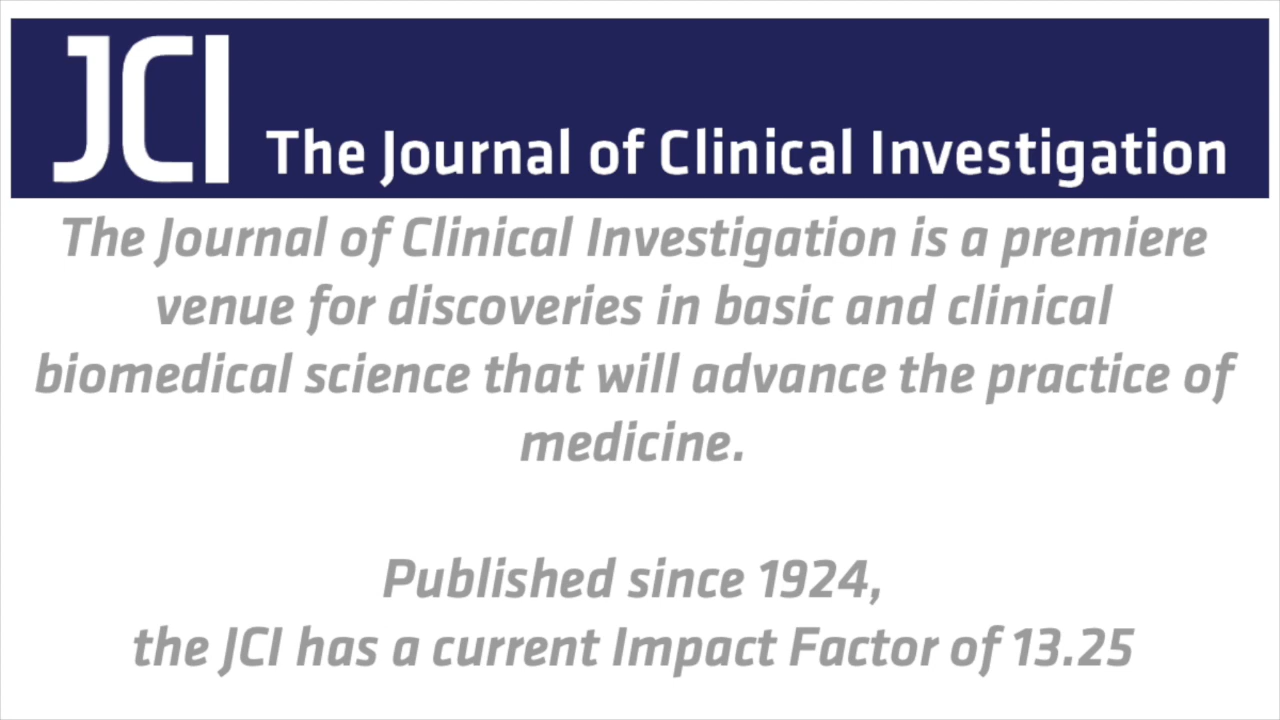 JCI The Journal of Clinical Investigation
The Journal of Clinical Investigation is a premiere
venue for discoveries in basic and clinical
biomedical science that will advance the practice of
medicine.
Published since 1924,
the JCI has a current Impact Factor of 13.25